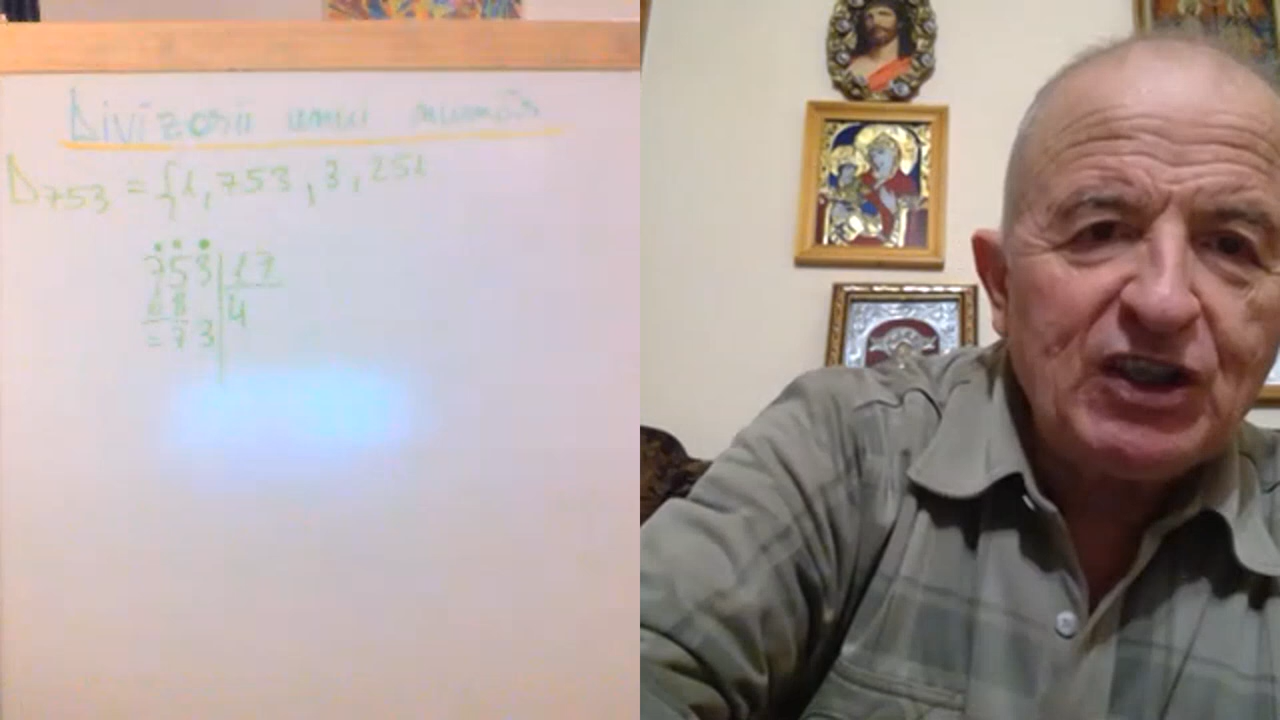 Divizorii unui număr
D₇₅₃ = {1, 753, 3, 251
753 | 17
68 | 4
= 73